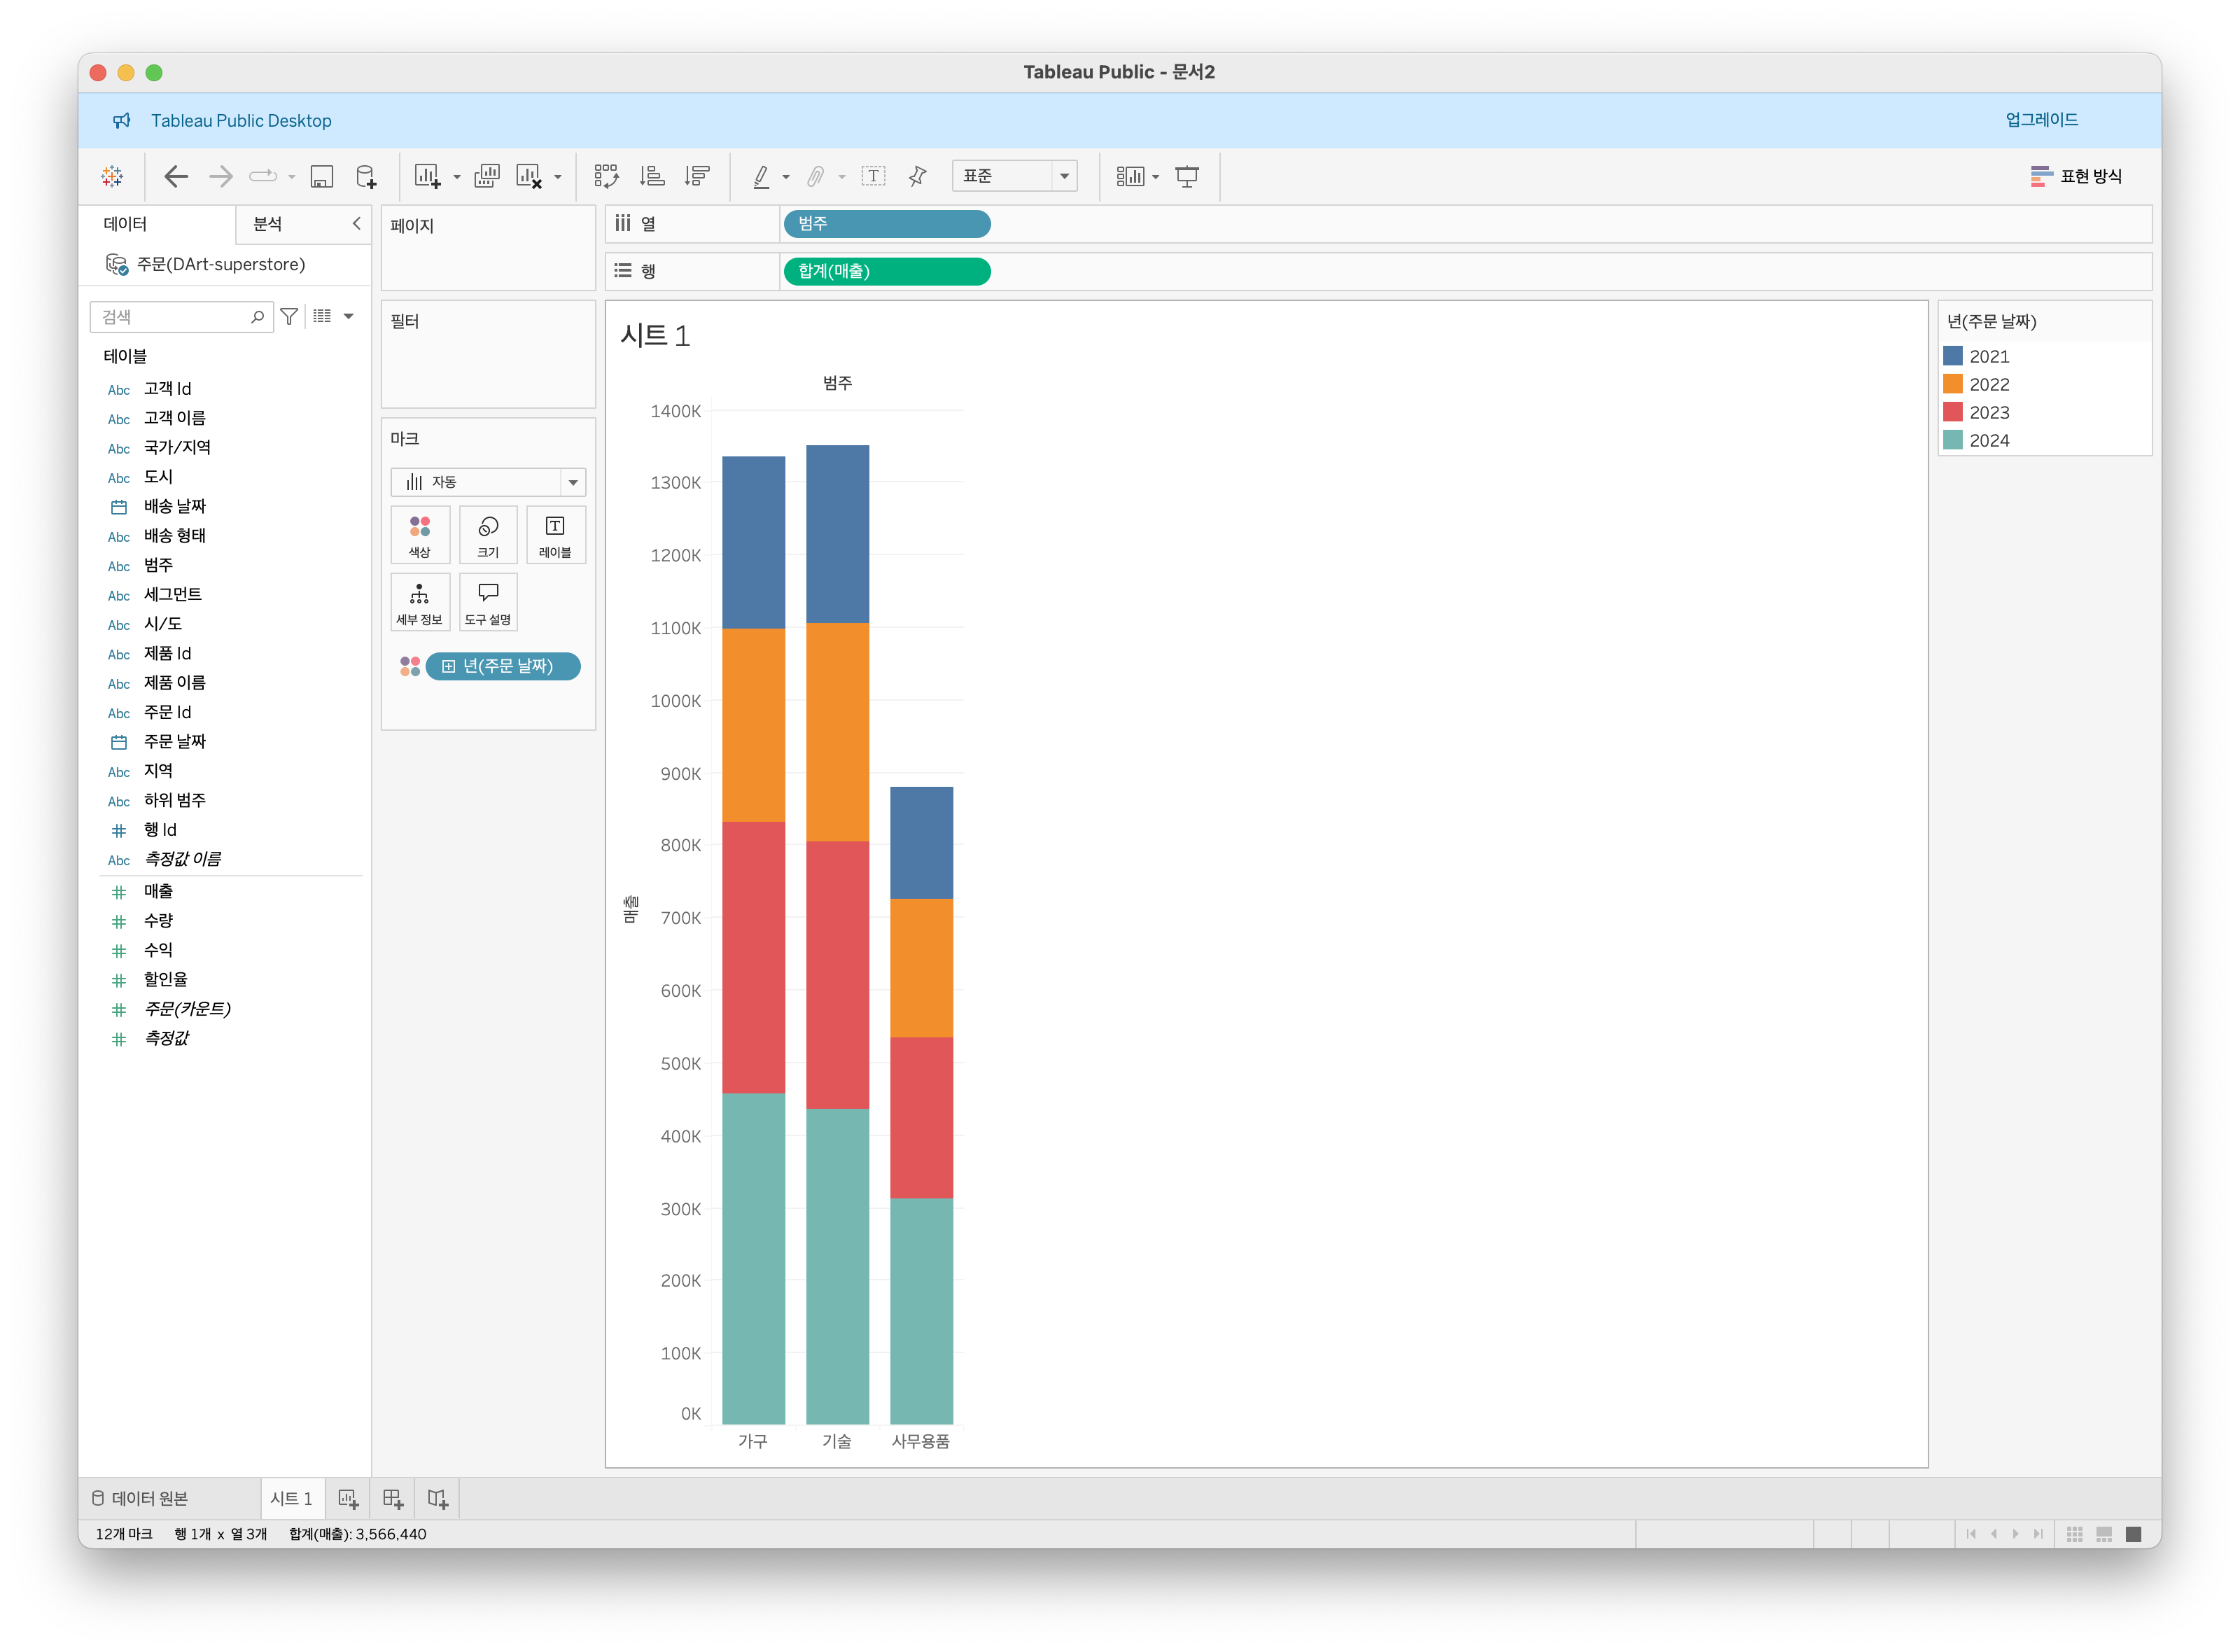 Tableau Public - 문서2
Tableau Public Desktop
업그레이드
표준
표현 방식
데이터
분석
주문(DArt-superstore)
검색
테이블
Abc 고객 Id
Abc 고객 이름
Abc 국가/지역
Abc 도시
배송 날짜
Abc 배송 형태
Abc 범주
Abc 세그먼트
Abc 시/도
Abc 제품 Id
Abc 제품 이름
Abc 주문 Id
주문 날짜
Abc 지역
Abc 하위 범주
# 행 Id
Abc 측정값 이름
# 매출
# 수량
# 수익
# 할인율
# 주문(카운트)
# 측정값
페이지
필터
마크
자동
색상
크기
T
레이블
세부 정보
도구 설명
년(주문 날짜)
열
범주
행
합계(매출)
시트 1
범주
1400K
1300K
1200K
1100K
1000K
900K
800K
700K
600K
500K
400K
300K
200K
100K
0K
매출
가구
기술
사무용품
년(주문 날짜)
2021
2022
2023
2024
데이터 원본
시트 1
12개 마크
행 1개 x 열 3개
합계(매출): 3,566,440